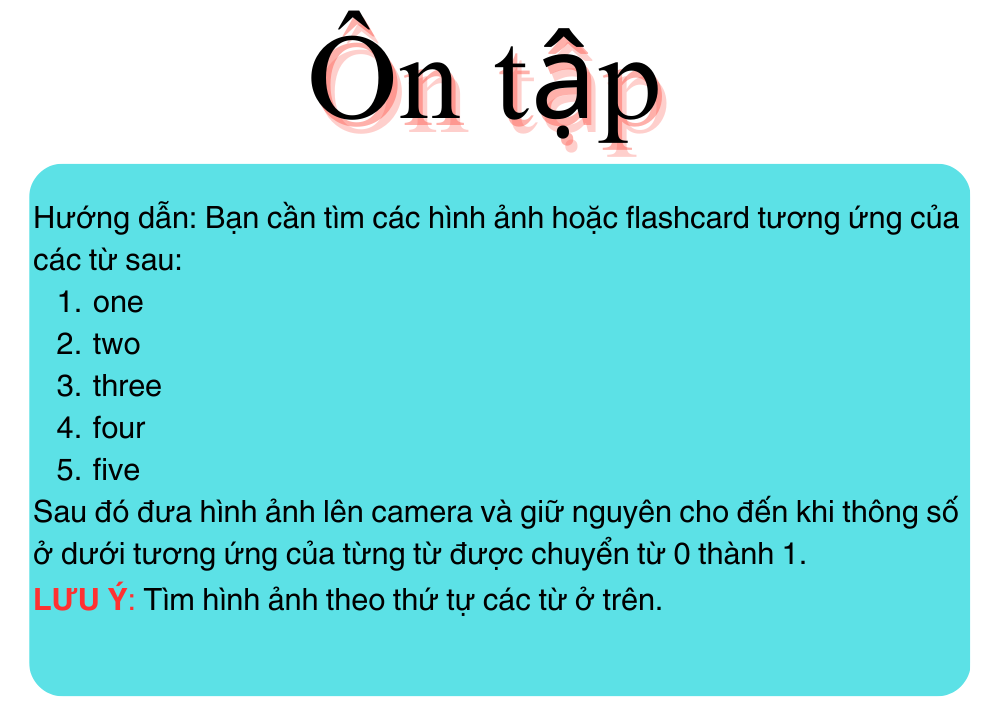 Ôn tập
Hướng dẫn: Bạn cần tìm các hình ảnh hoặc flashcard tương ứng của
các từ sau:
1. one
2. two
3. three
4. four
5. five
Sau đó đưa hình ảnh lên camera và giữ nguyên cho đến khi thông số
ở dưới tương ứng của từng từ được chuyển từ 0 thành 1.
LƯU Ý: Tìm hình ảnh theo thứ tự các từ ở trên.